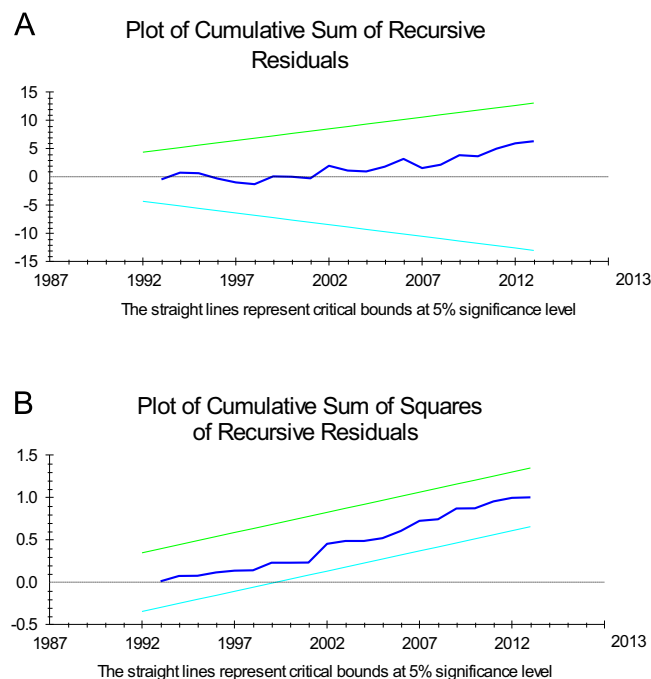 A
Plot of Cumulative Sum of Recursive
Residuals
15
10
5
0
-5
-10
-15
1987 1992 1997 2002 2007 2012 2013
The straight lines represent critical bounds at 5% significance level
B
Plot of Cumulative Sum of Squares
of Recursive Residuals
1.5
1.0
0.5
0.0
-0.5
1987 1992 1997 2002 2007 2012 2013
The straight lines represent critical bounds at 5% significance level